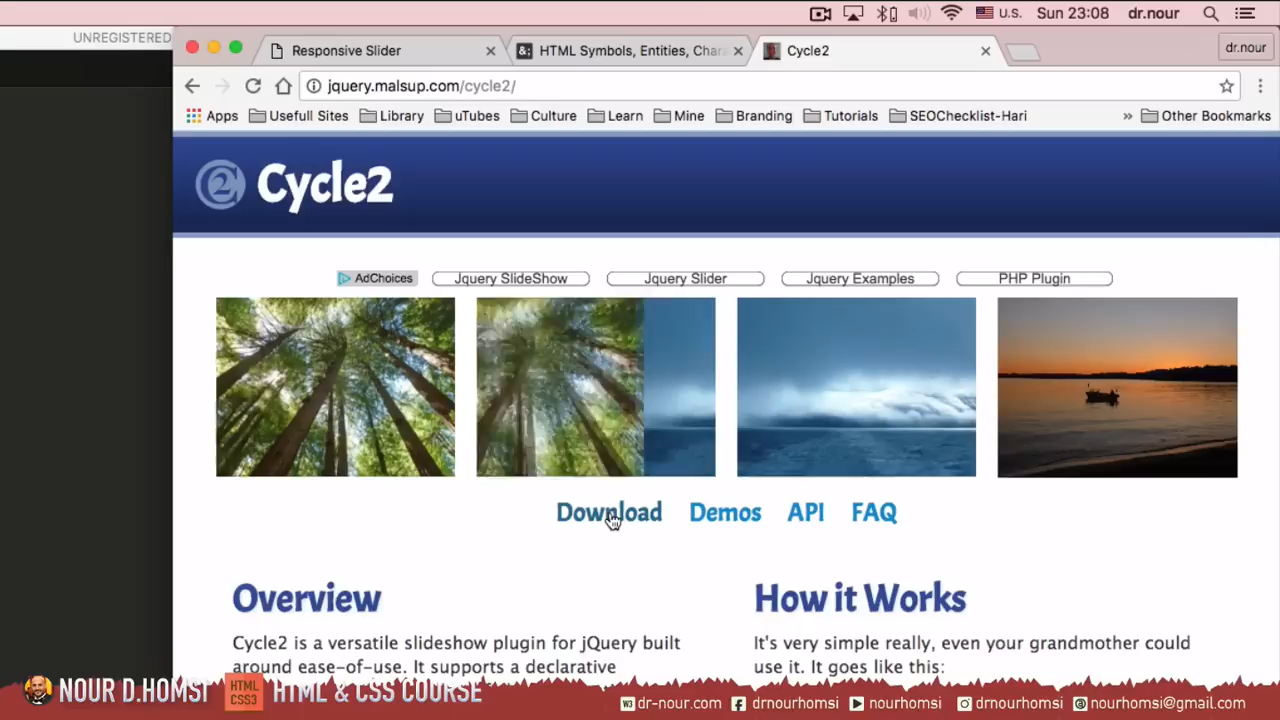 U.S. Sun 23:08 dr.nour
UNREGISTERED
Responsive Slider
HTML Symbols, Entities, Char
Cycle2
dr.nour
jquery.malsup.com/cycle2/
Apps Usefull Sites Library uTubes Culture Learn Mine Branding Tutorials SEOChecklist-Hari » Other Bookmarks
2 Cycle2
AdChoices Jquery SlideShow Jquery Slider Jquery Examples PHP Plugin
Download Demos API FAQ
Overview
Cycle2 is a versatile slideshow plugin for jQuery built
around ease-of-use. It supports a declarative
How it Works
It's very simple really, even your grandmother could
use it. It goes like this:
NOUR D.HOMSI HTML CSS3 HTML & CSS COURSE
W3 dr-nour.com drnourhomsi nourhomsi drnourhomsi @ nourhomsi@gmail.com